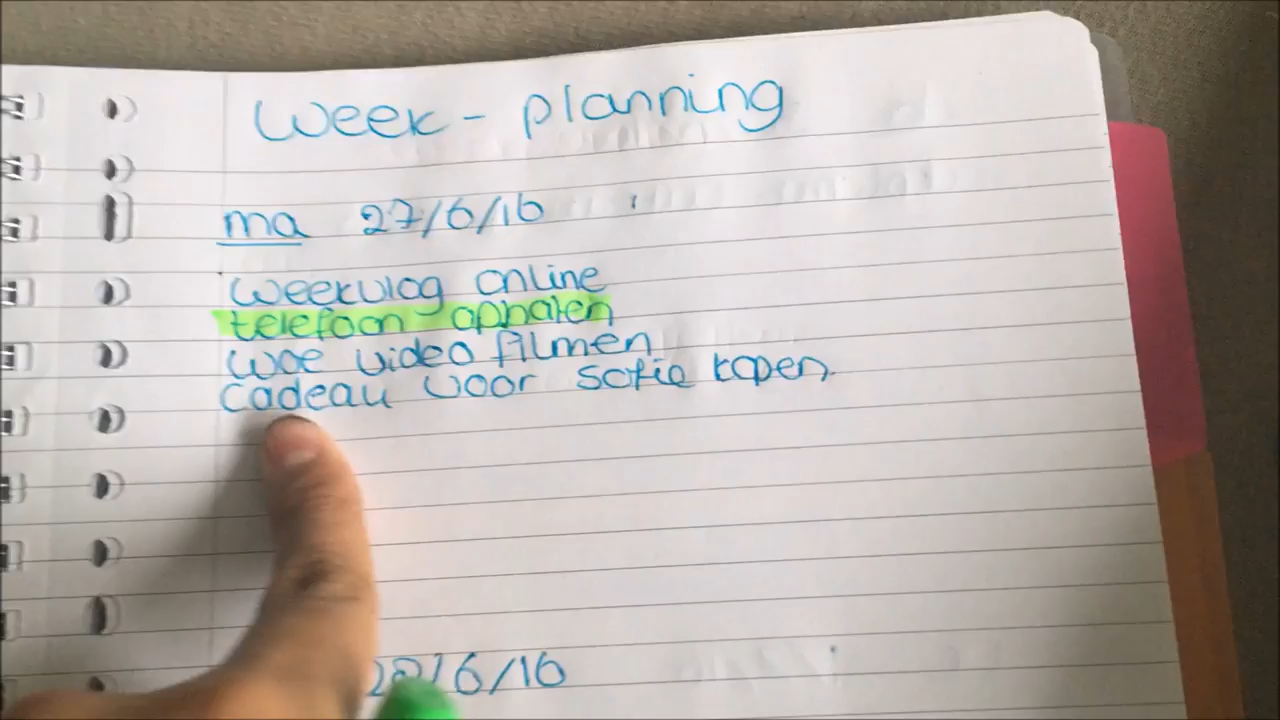 week - planning
ma 27/6/16
weekvlog online
telefoon ophalen
woe video filmen
cadeau voor sofie kopen.
28/6/16